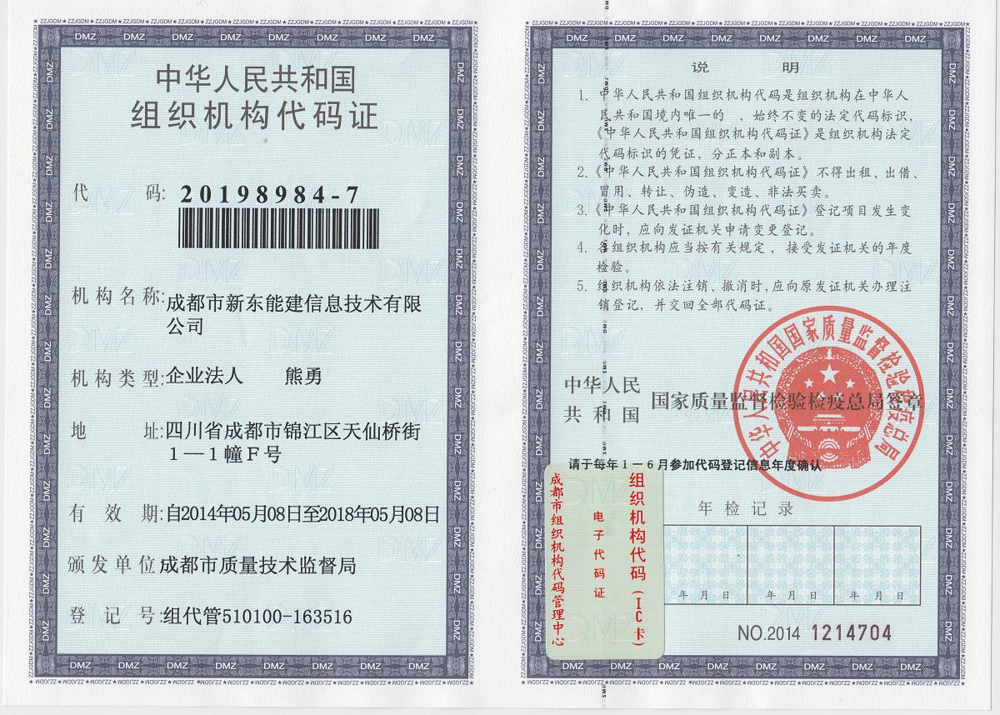 中华人民共和国
组织机构代码证
代 码: 20198984-7
机构名称: 成都市新东能建信息技术有限
公司
机构类型: 企业法人 熊勇
地 址: 四川省成都市锦江区天仙桥街
1—1幢F号
有 效 期: 自2014年05月08日至2018年05月08日
颁发单位 成都市质量技术监督局
登 记 号: 组代管510100-163516
说 明
1. 中华人民共和国组织机构代码是组织机构在中华人
民共和国境内唯一的 、始终不变的法定代码标识,
《中华人民共和国组织机构代码证》是组织机构法定
代码标识的凭证,分正本和副本。
2.《中华人民共和国组织机构代码证》不得出租、出借、
冒用、转让、伪造、变造、非法买卖。
3.《中华人民共和国组织机构代码证》登记项目发生变
化时,应向发证机关申请变更登记。
4. 各组织机构应当按有关规定,接受发证机关的年度
检验。
5. 组织机构依法注销、撤消时,应向原发证机关办理注
销登记,并交回全部代码证。
中华人民
共和国
国家质量监督检验检疫总局签章
中华人民共和国国家质量监督检验检疫总局
请于每年1－6月参加代码登记信息年度确认
组织机构代码(IC卡)
电子代码证
成都市组织机构代码管理中心
年检记录
年 月 日
年 月 日
年 月 日
NO.2014 1214704